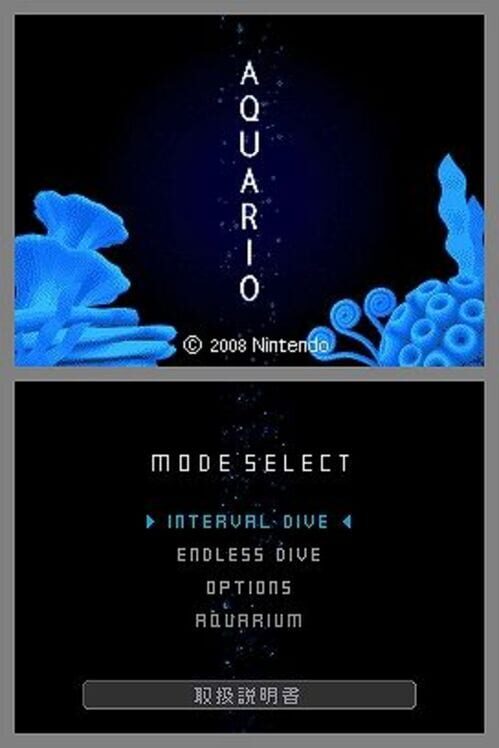 AQUARIO
© 2008 Nintendo
MODE SELECT
INTERVAL DIVE
ENDLESS DIVE
OPTIONS
AQUARIUM
取扱説明書